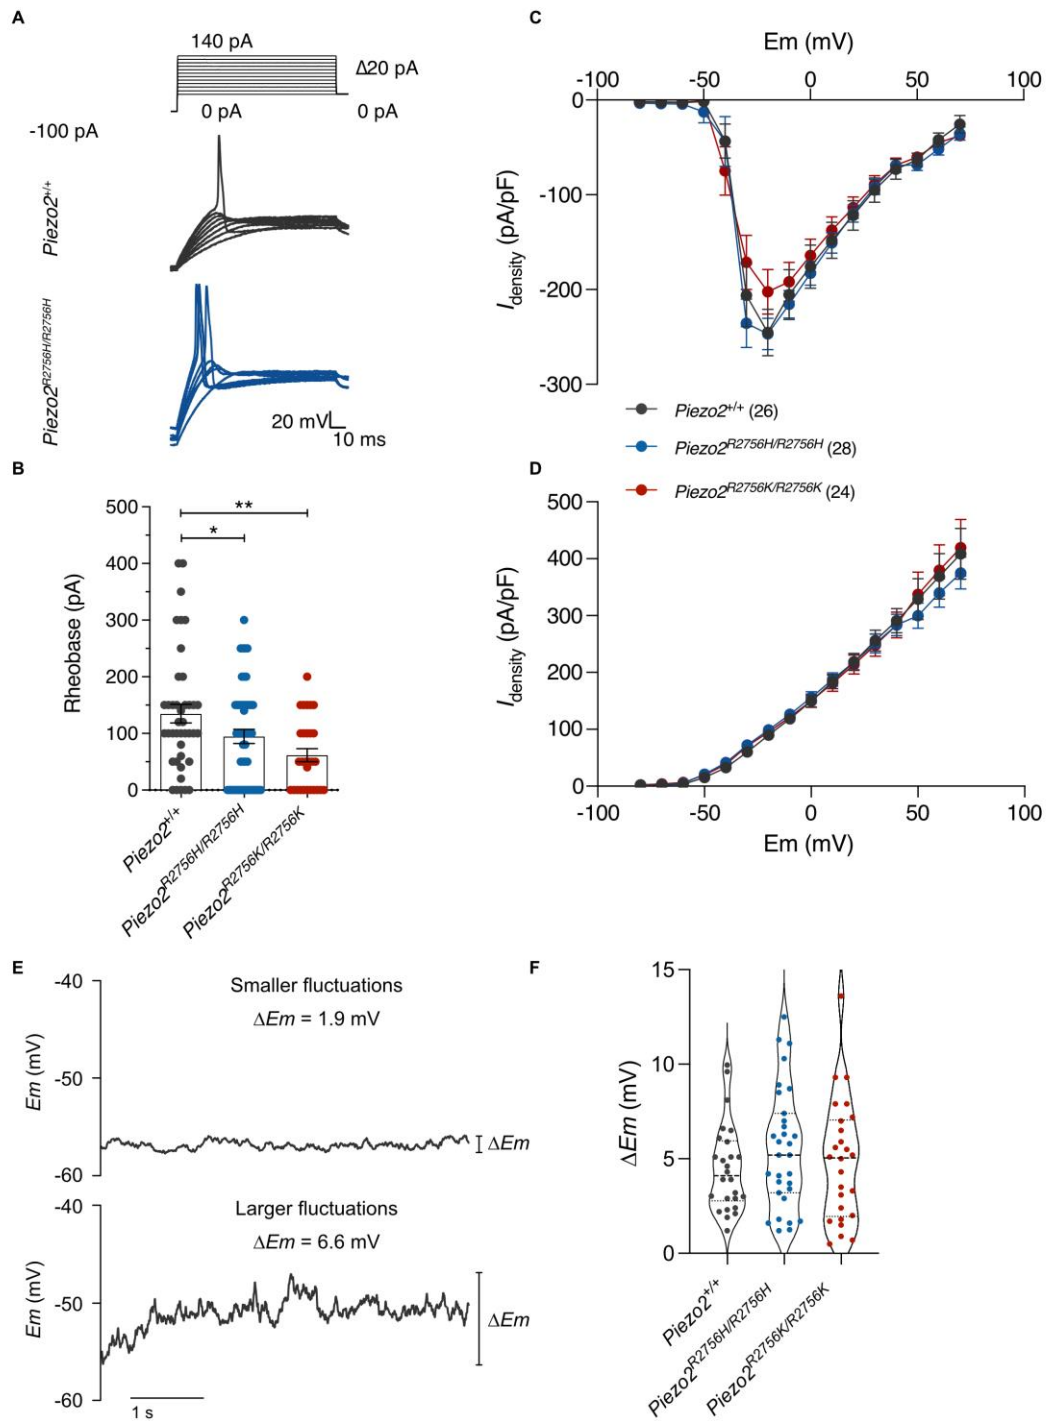 A
140 pA
Δ20 pA
0 pA
0 pA
-100 pA
Piezo2+/+
Piezo2R2756H/R2756H
20 mV
10 ms
B
500
400
300
200
100
0
Rheobase (pA)
*
**
Piezo2+/+
Piezo2R2756H/R2756H
Piezo2R2756K/R2756K
C
Em (mV)
-100
-50
0
50
100
0
-100
-200
-300
Idensity (pA/pF)
Piezo2+/+ (26)
Piezo2R2756H/R2756H (28)
Piezo2R2756K/R2756K (24)
D
500
400
300
200
100
0
Idensity (pA/pF)
-100
-50
0
50
100
Em (mV)
E
-40
-50
-60
Em (mV)
Smaller fluctuations
ΔEm = 1.9 mV
ΔEm
-40
-50
-60
Em (mV)
Larger fluctuations
ΔEm = 6.6 mV
ΔEm
1 s
F
15
10
5
0
ΔEm (mV)
Piezo2+/+
Piezo2R2756H/R2756H
Piezo2R2756K/R2756K